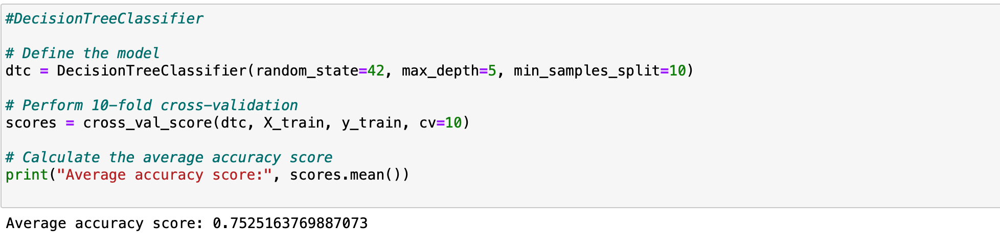 #DecisionTreeClassifier
# Define the model
dtc = DecisionTreeClassifier(random_state=42, max_depth=5, min_samples_split=10)
# Perform 10-fold cross-validation
scores = cross_val_score(dtc, X_train, y_train, cv=10)
# Calculate the average accuracy score
print("Average accuracy score:", scores.mean())
Average accuracy score: 0.7525163769887073